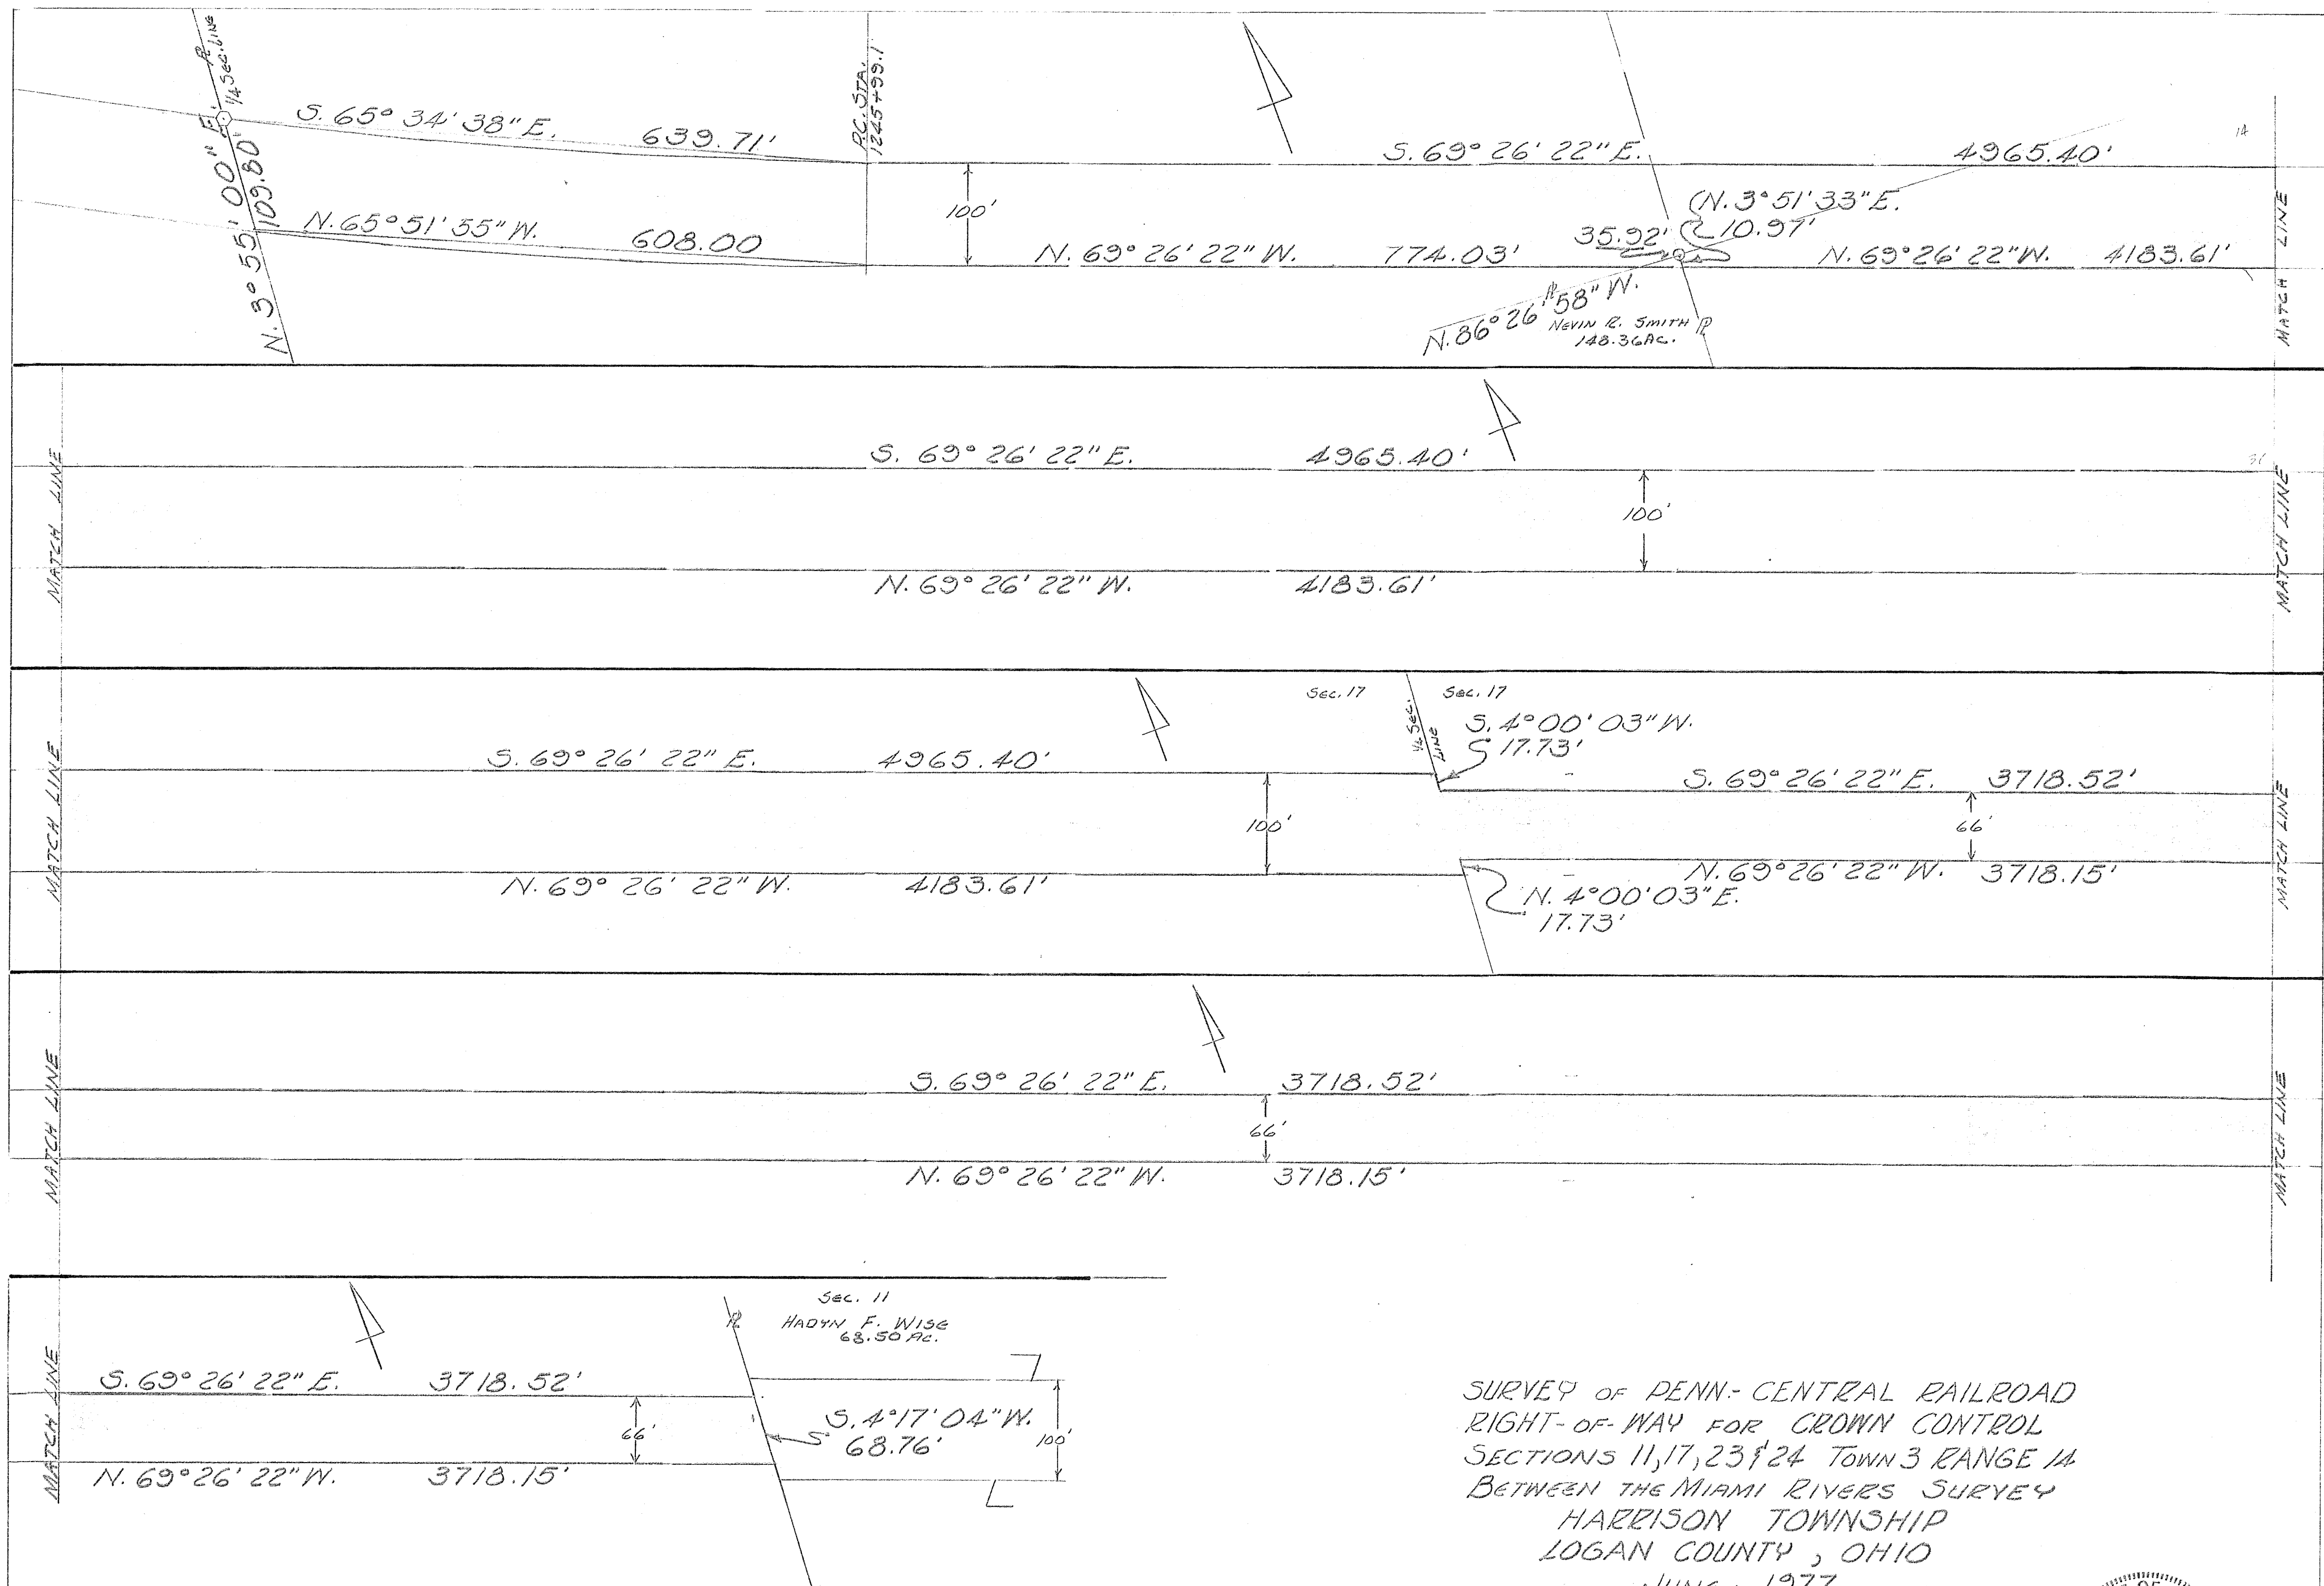 P 1/4 SEC. LINE
N. 3° 55' 00" E.
109.80'
S. 65° 34' 38" E. 639.71'
P.C. STA.
1245+99.1
N. 65° 51' 55" W. 608.00
100'
S. 69° 26' 22" E. 4965.40'
14
N. 3° 51' 33" E.
10.97'
35.92'
N. 69° 26' 22" W. 774.03'
N. 69° 26' 22" W. 4183.61'
N. 86° 26' 58" W.
NEVIN R. SMITH
148.36 AC.
MATCH LINE
MATCH LINE
S. 69° 26' 22" E. 4965.40'
100'
N. 69° 26' 22" W. 4183.61'
MATCH LINE
MATCH LINE
S. 69° 26' 22" E. 4965.40'
100'
N. 69° 26' 22" W. 4183.61'
SEC. 17
1/4 SEC. LINE
SEC. 17
S. 4° 00' 03" W.
17.73'
S. 69° 26' 22" E. 3718.52'
66'
N. 69° 26' 22" W. 3718.15'
N. 4° 00' 03" E.
17.73'
MATCH LINE
MATCH LINE
S. 69° 26' 22" E. 3718.52'
66'
N. 69° 26' 22" W. 3718.15'
MATCH LINE
MATCH LINE
S. 69° 26' 22" E. 3718.52'
66'
N. 69° 26' 22" W. 3718.15'
SEC. 11
HADYN F. WISE
68.50 AC.
S. 4° 17' 04" W.
68.76'
100'
SURVEY OF PENN.-CENTRAL RAILROAD
RIGHT-OF-WAY FOR CROWN CONTROL
SECTIONS 11, 17, 23 & 24 TOWN 3 RANGE 14
BETWEEN THE MIAMI RIVERS SURVEY
HARRISON TOWNSHIP
LOGAN COUNTY, OHIO
JUNE, 1977